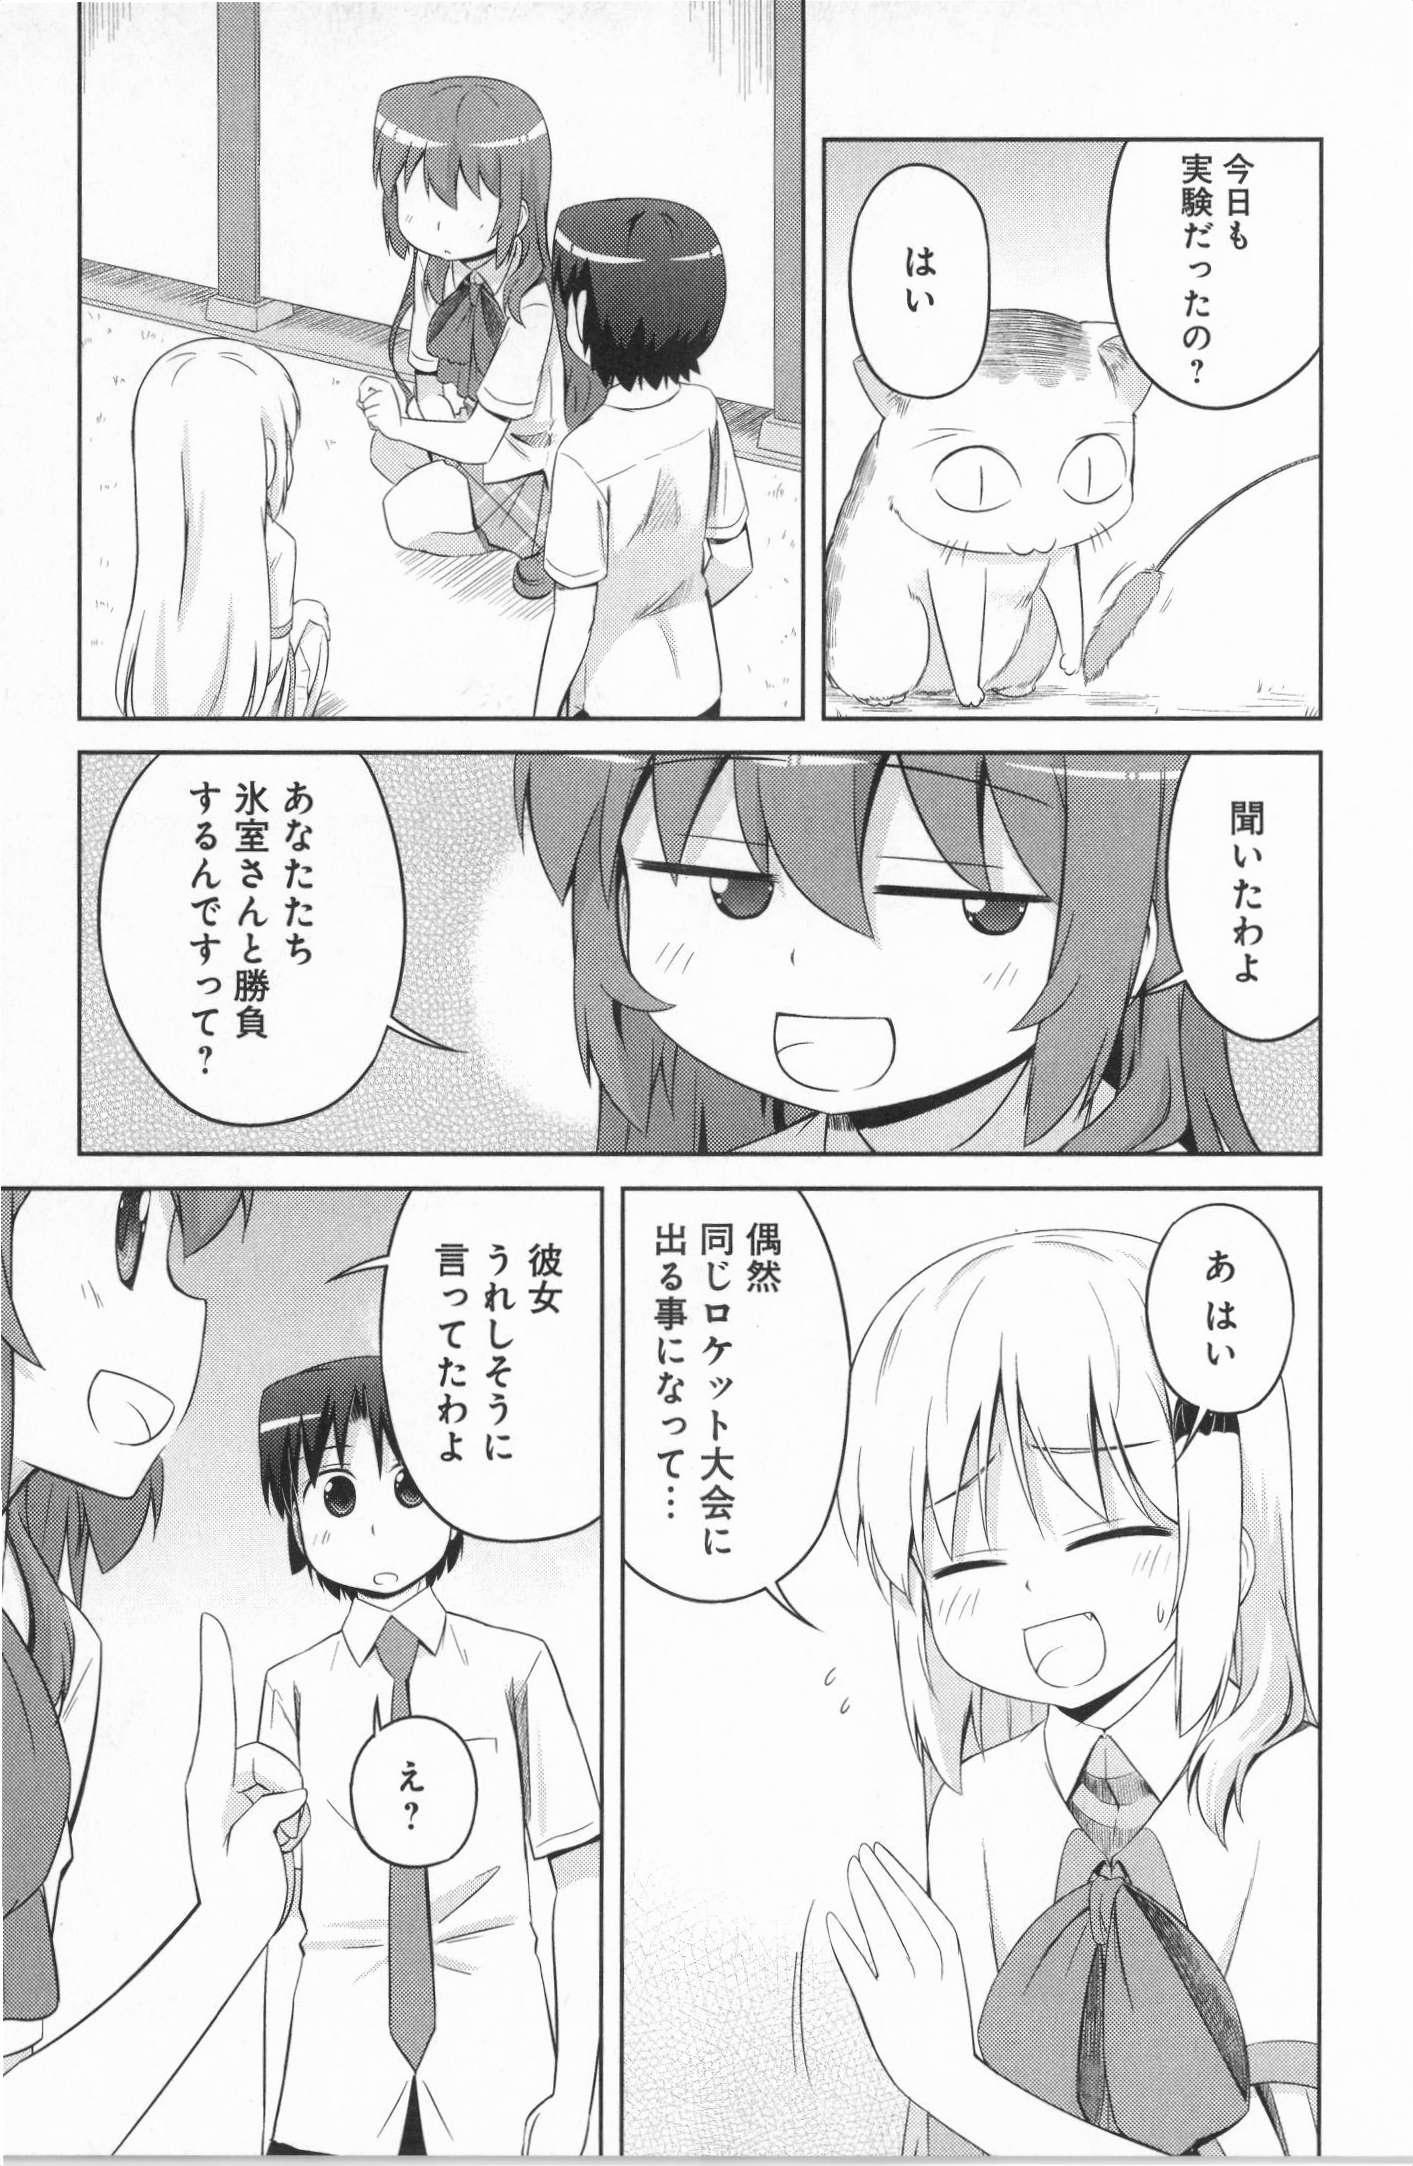 今日も
実験だったの?
はい
聞いたわよ
あなたたち
氷室さんと勝負
するんですって?
あ はい
偶然
同じロケット大会に
出る事になって…
彼女
うれしそうに
言ってたわよ
え?